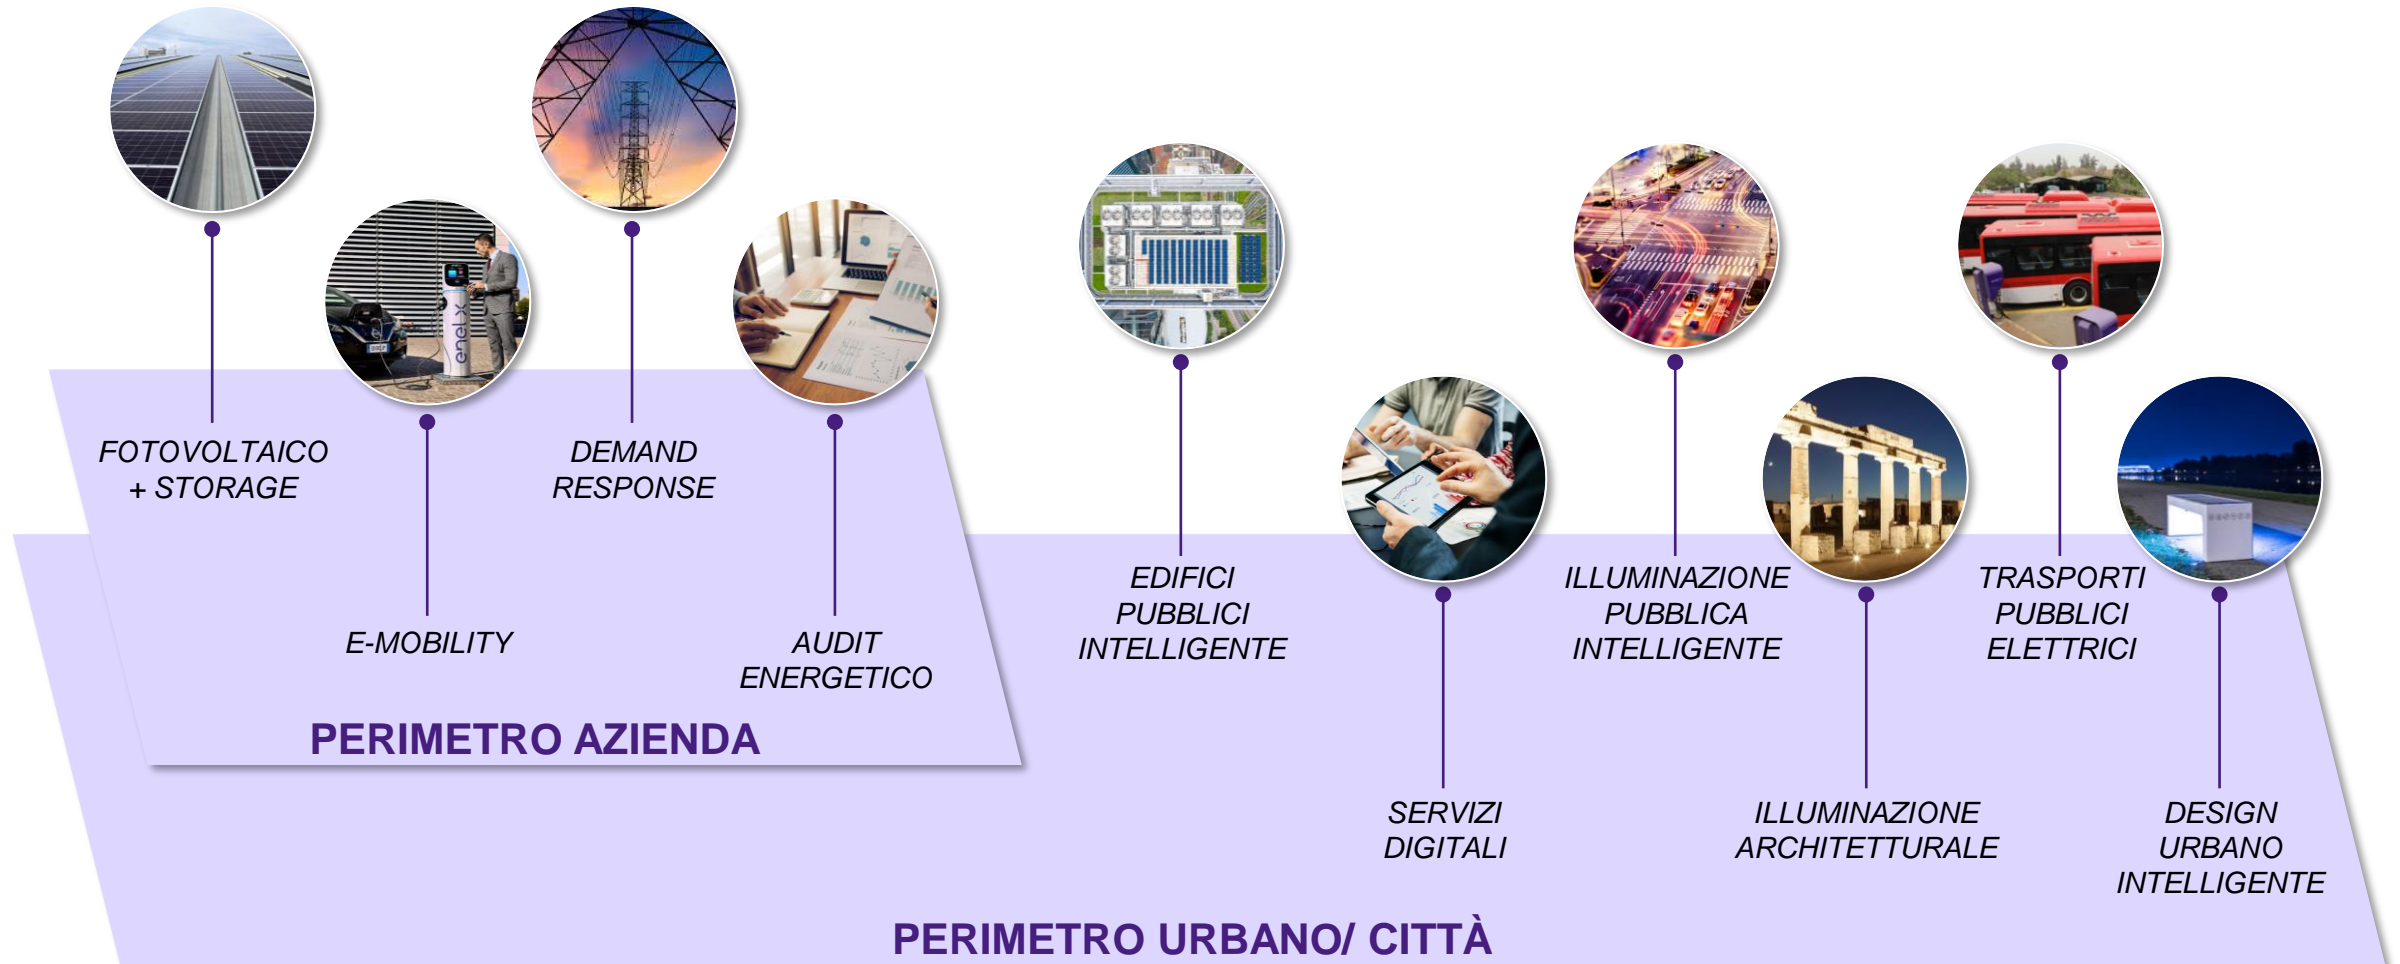 enel x
FOTOVOLTAICO
+ STORAGE
DEMAND
RESPONSE
E-MOBILITY
AUDIT
ENERGETICO
PERIMETRO AZIENDA
EDIFICI
PUBBLICI
INTELLIGENTE
ILLUMINAZIONE
PUBBLICA
INTELLIGENTE
TRASPORTI
PUBBLICI
ELETTRICI
SERVIZI
DIGITALI
ILLUMINAZIONE
ARCHITETTURALE
DESIGN
URBANO
INTELLIGENTE
PERIMETRO URBANO/ CITTÀ